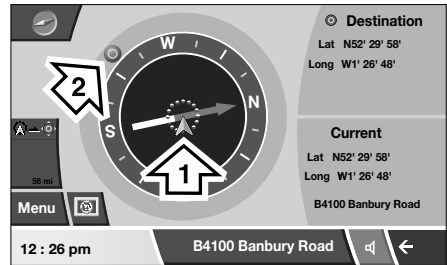 Destination
Lat N52' 29' 58'
Long W1' 26' 48'
W
N
S
2
1
Current
Lat N52' 29' 58'
Long W1' 26' 48'
B4100 Banbury Road
56 mi
Menu
12 : 26 pm
B4100 Banbury Road